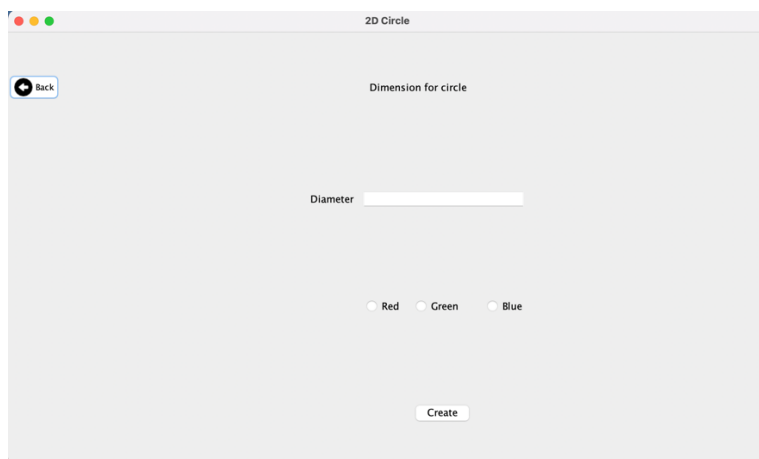 2D Circle
Back
Dimension for circle
Diameter
Red Green Blue
Create